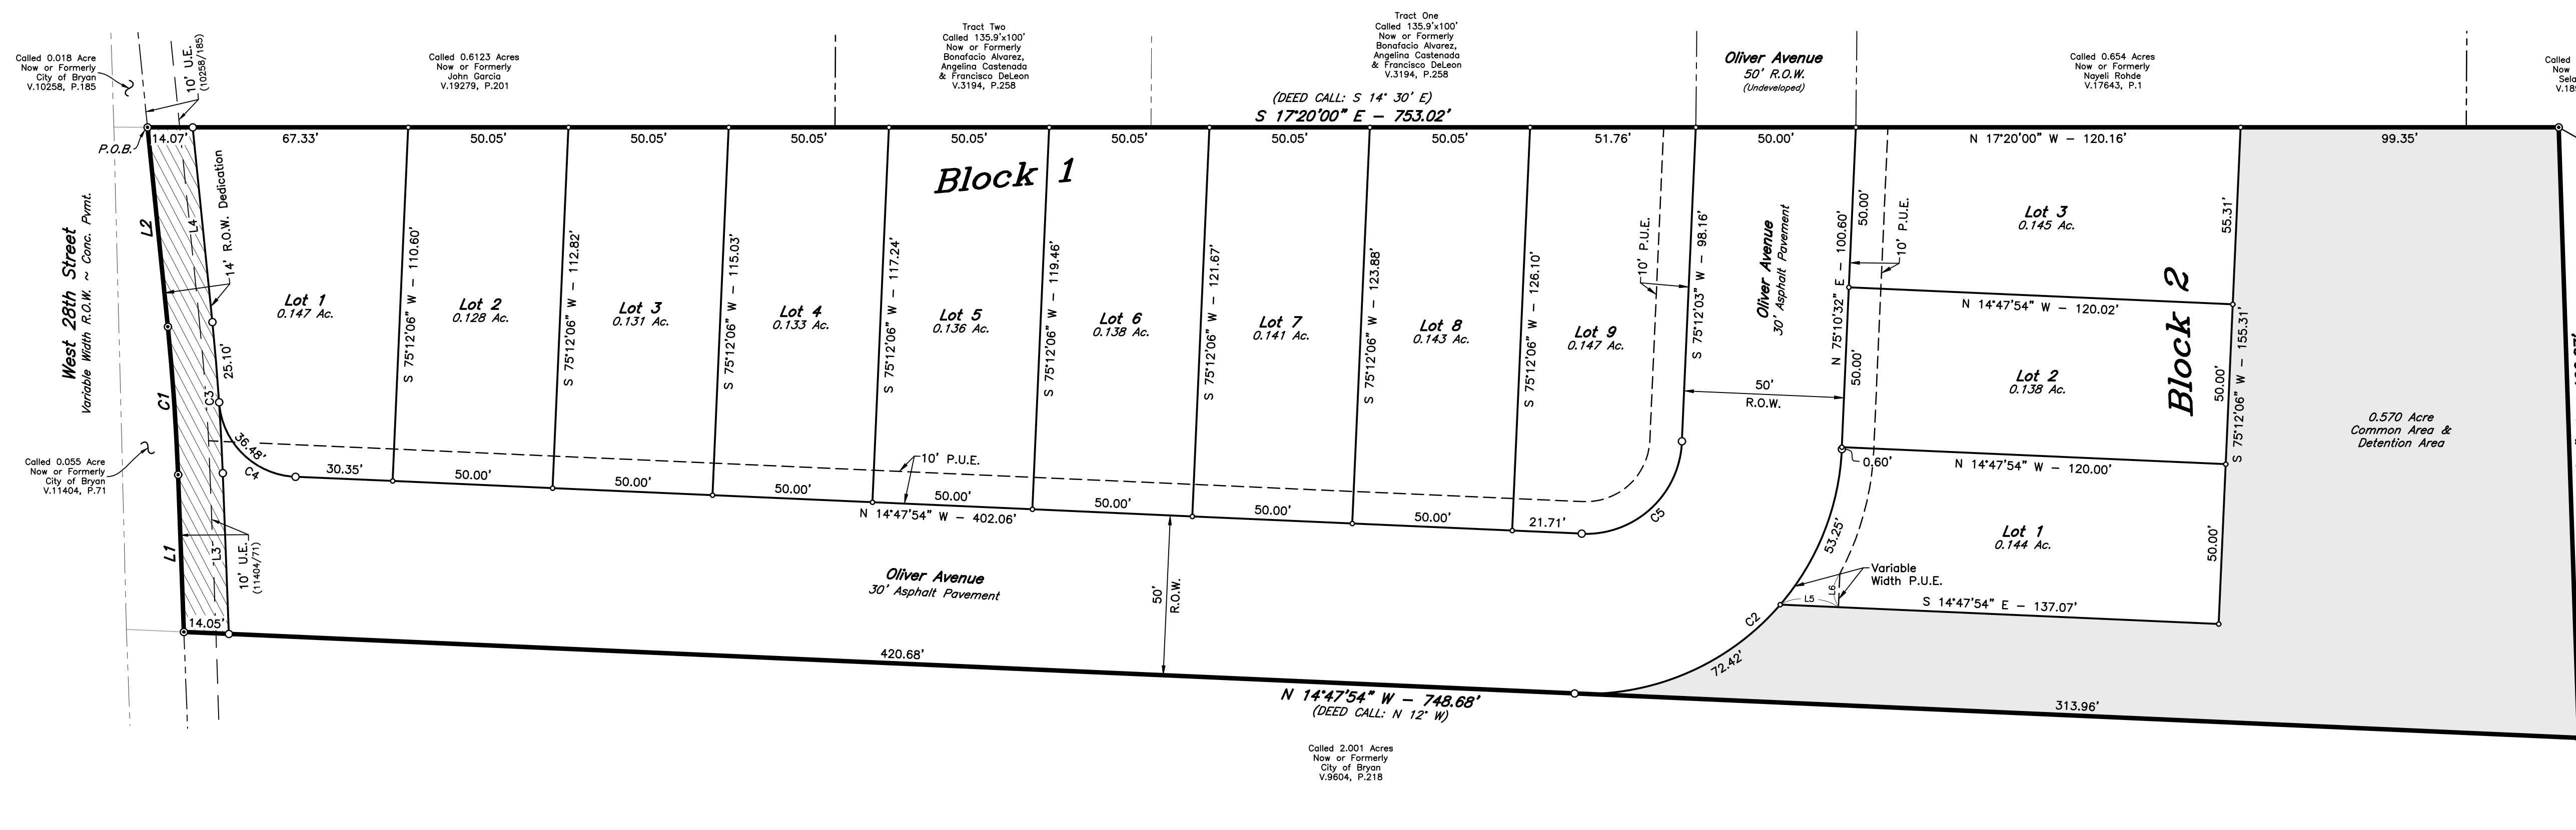 Called 0.018 Acre
Now or Formerly
City of Bryan
V.10258, P.185
10' U.E.
(10258/185)
Called 0.6123 Acres
Now or Formerly
John Garcia
V.19279, P.201
Tract Two
Called 135.9'x100'
Now or Formerly
Bonafacio Alvarez,
Angelina Castenada
& Francisco DeLeon
V.3194, P.258
Tract One
Called 135.9'x100'
Now or Formerly
Bonafacio Alvarez,
Angelina Castenada
& Francisco DeLeon
V.3194, P.258
Oliver Avenue
50' R.O.W.
(Undeveloped)
Called 0.654 Acres
Now or Formerly
Nayeli Rohde
V.17643, P.1
Called
Now
(DEED CALL: S 14° 30' E)
S 17°20'00" E – 753.02'
P.O.B.
14.07'
67.33'
50.05'
50.05'
50.05'
50.05'
50.05'
50.05'
50.05'
51.76'
50.00'
N 17°20'00" W – 120.16'
99.35'
Block 1
West 28th Street
Variable Width R.O.W. ~ Conc. Pvmt.
L2
L4
14' R.O.W. Dedication
C1
C3
25.10'
36.48'
C4
Lot 1
0.147 Ac.
S 75°12'06" W – 110.60'
Lot 2
0.128 Ac.
S 75°12'06" W – 112.82'
Lot 3
0.131 Ac.
S 75°12'06" W – 115.03'
Lot 4
0.133 Ac.
S 75°12'06" W – 117.24'
Lot 5
0.136 Ac.
S 75°12'06" W – 119.46'
Lot 6
0.138 Ac.
S 75°12'06" W – 121.67'
Lot 7
0.141 Ac.
S 75°12'06" W – 123.88'
Lot 8
0.143 Ac.
S 75°12'06" W – 126.10'
Lot 9
0.147 Ac.
10' P.U.E.
S 75°12'03" W – 98.16'
Oliver Avenue
30' Asphalt Pavement
50'
R.O.W.
N 75°10'32" E – 100.60'
50.00'
50.00'
10' P.U.E.
Lot 3
0.145 Ac.
55.31'
N 14°47'54" W – 120.02'
Lot 2
0.138 Ac.
50.00'
S 75°12'06" W – 155.31'
Block 2
0.60'
N 14°47'54" W – 120.00'
Lot 1
0.144 Ac.
50.00'
53.25'
Variable
Width P.U.E.
L5
L6
S 14°47'54" E – 137.07'
0.570 Acre
Common Area &
Detention Area
Called 0.055 Acre
Now or Formerly
City of Bryan
V.11404, P.71
L1
L3
10' U.E.
(11404/71)
30.35'
50.00'
50.00'
50.00'
50.00'
50.00'
50.00'
50.00'
21.71'
10' P.U.E.
N 14°47'54" W – 402.06'
C5
Oliver Avenue
30' Asphalt Pavement
50'
R.O.W.
C2
72.42'
14.05'
420.68'
313.96'
N 14°47'54" W – 748.68'
(DEED CALL: N 12° W)
Called 2.001 Acres
Now or Formerly
City of Bryan
V.9604, P.218